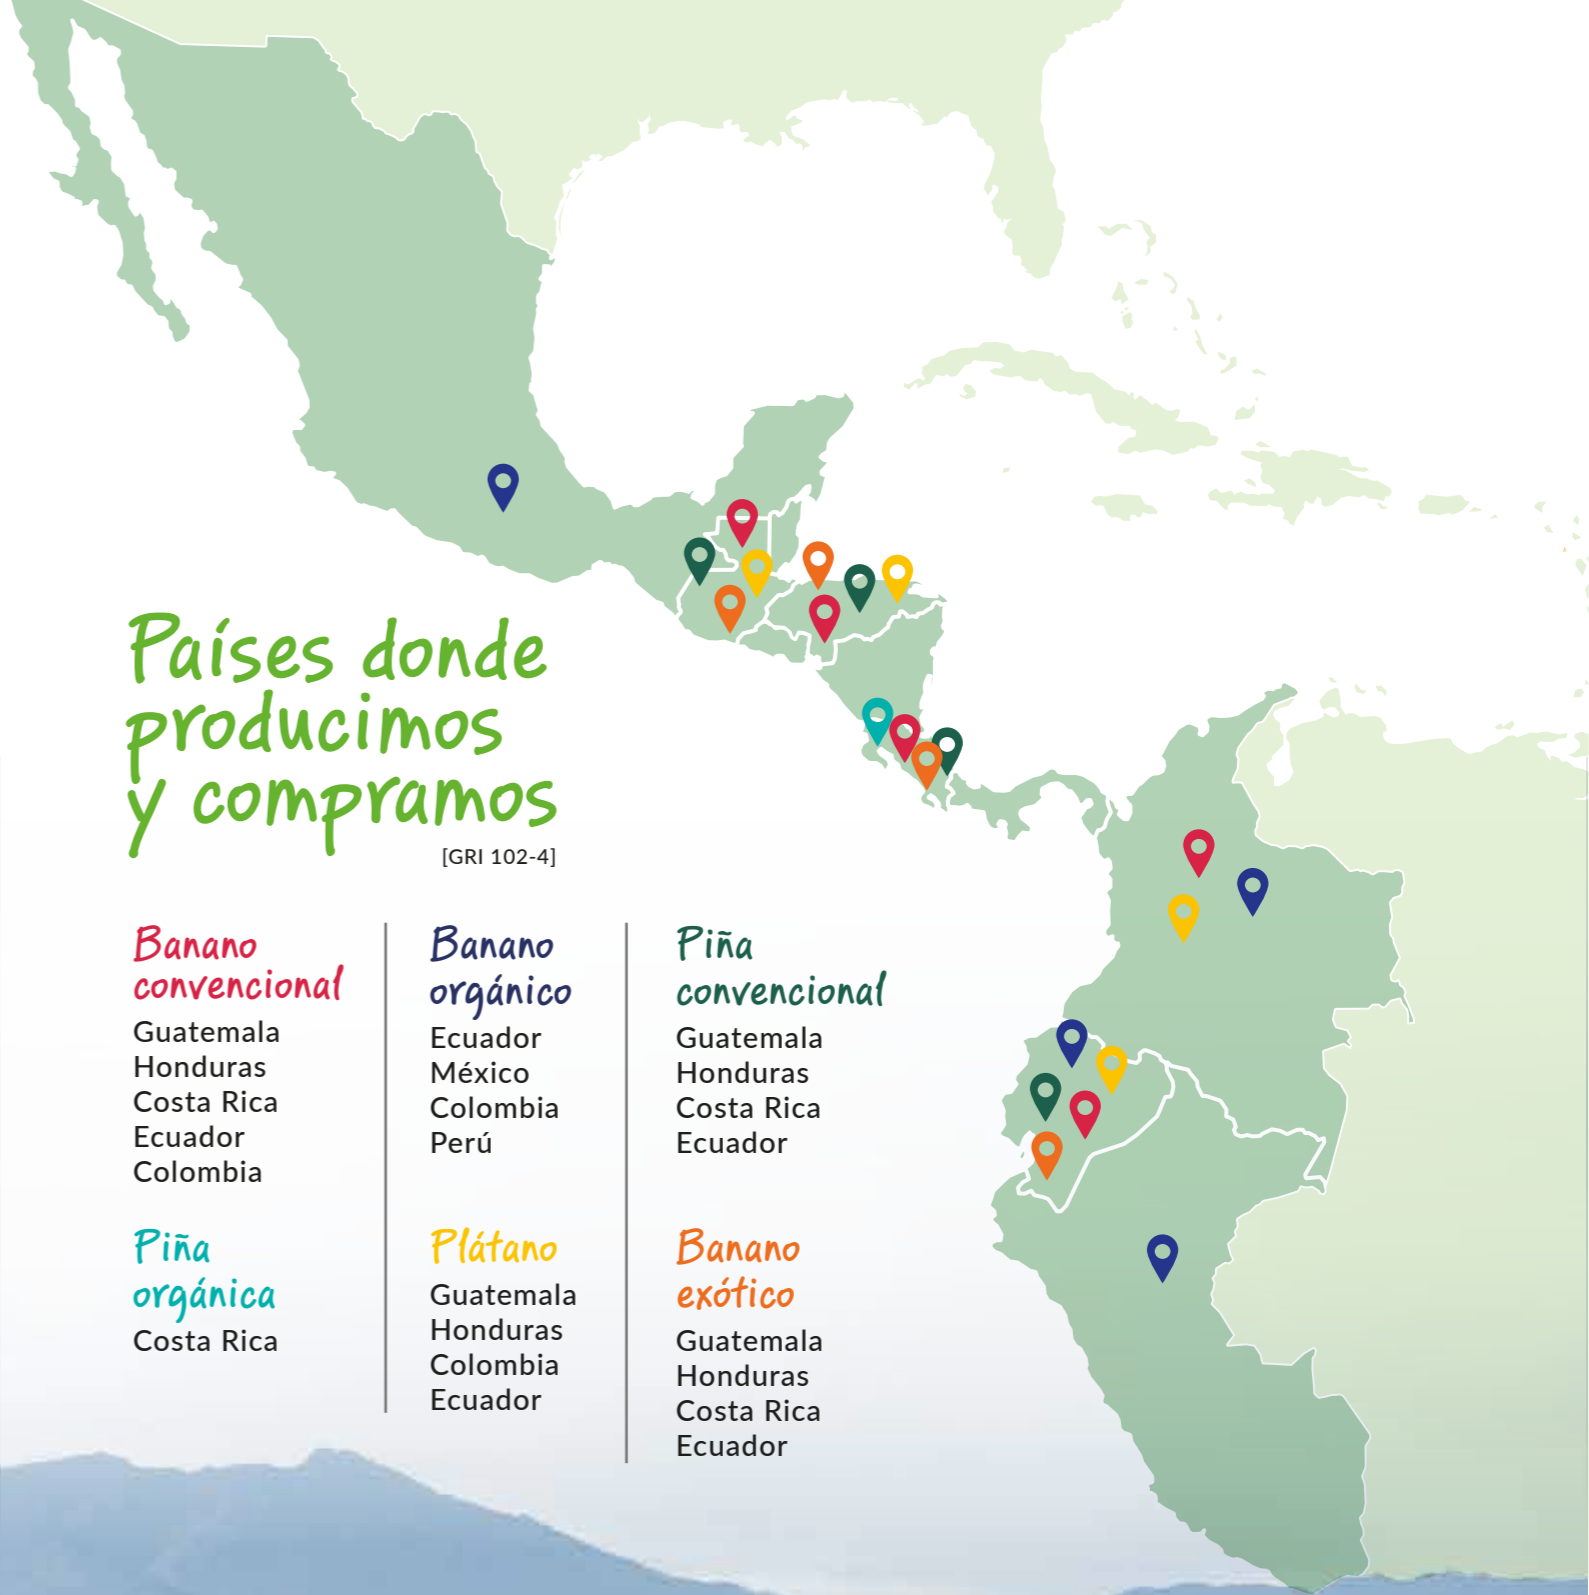 Países donde
producimos
y compramos
[GRI 102-4]
Banano
convencional
Guatemala
Honduras
Costa Rica
Ecuador
Colombia
Banano
orgánico
Ecuador
México
Colombia
Perú
Piña
convencional
Guatemala
Honduras
Costa Rica
Ecuador
Piña
orgánica
Costa Rica
Plátano
Guatemala
Honduras
Colombia
Ecuador
Banano
exótico
Guatemala
Honduras
Costa Rica
Ecuador